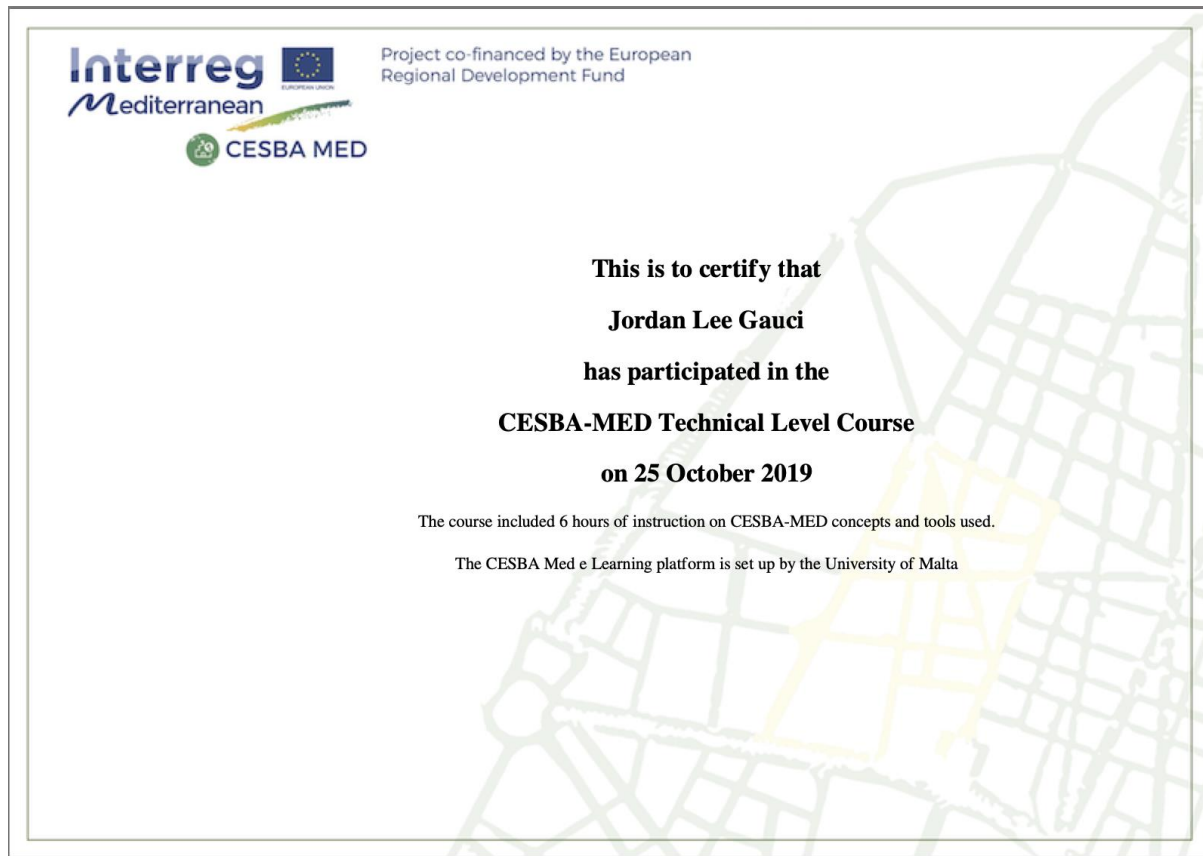 Interreg
EUROPEAN UNION
Mediterranean
CESBA MED
Project co-financed by the European
Regional Development Fund
This is to certify that
Jordan Lee Gauci
has participated in the
CESBA-MED Technical Level Course
on 25 October 2019
The course included 6 hours of instruction on CESBA-MED concepts and tools used.
The CESBA Med e Learning platform is set up by the University of Malta